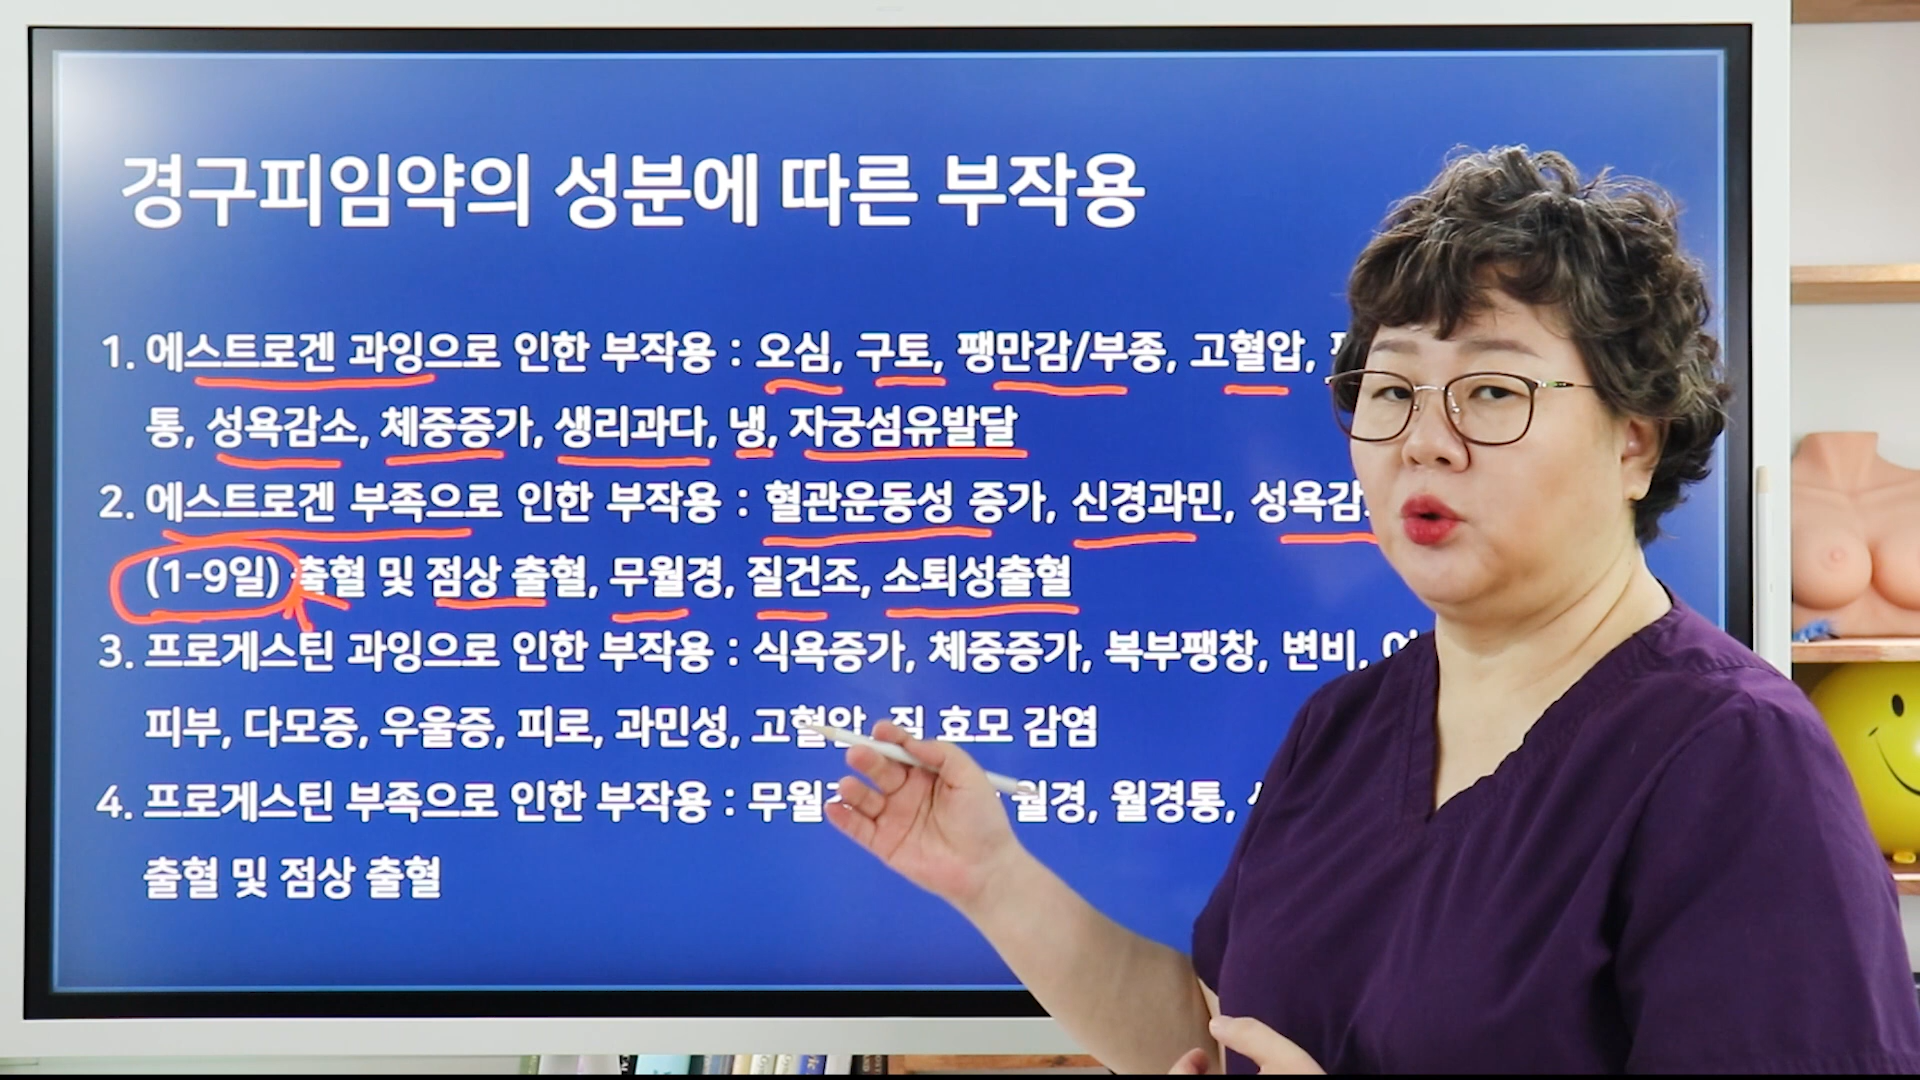 경구피임약의 성분에 따른 부작용
1. 에스트로겐 과잉으로 인한 부작용 : 오심, 구토, 팽만감/부종, 고혈압,
통, 성욕감소, 체중증가, 생리과다, 냉, 자궁섬유발달
2. 에스트로겐 부족으로 인한 부작용 : 혈관운동성 증가, 신경과민, 성욕감
(1-9일) 출혈 및 점상 출혈, 무월경, 질건조, 소퇴성출혈
3. 프로게스틴 과잉으로 인한 부작용 : 식욕증가, 체중증가, 복부팽창, 변비,
피부, 다모증, 우울증, 피로, 과민성, 고혈압, 질 효모 감염
4. 프로게스틴 부족으로 인한 부작용 : 무월 월경, 월경통,
출혈 및 점상 출혈